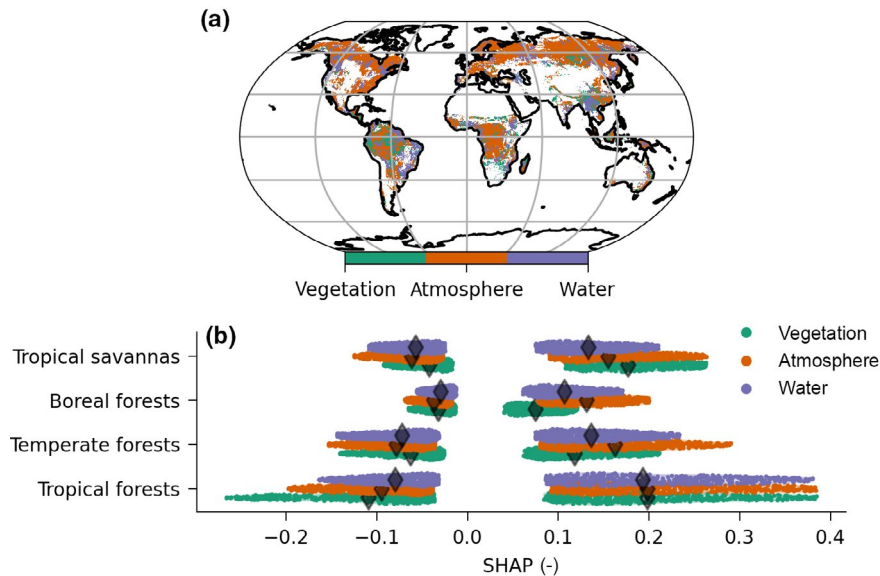 (a)
Vegetation Atmosphere Water
(b)
Vegetation
Atmosphere
Water
Tropical savannas
Boreal forests
Temperate forests
Tropical forests
−0.2 −0.1 0.0 0.1 0.2 0.3 0.4
SHAP (-)